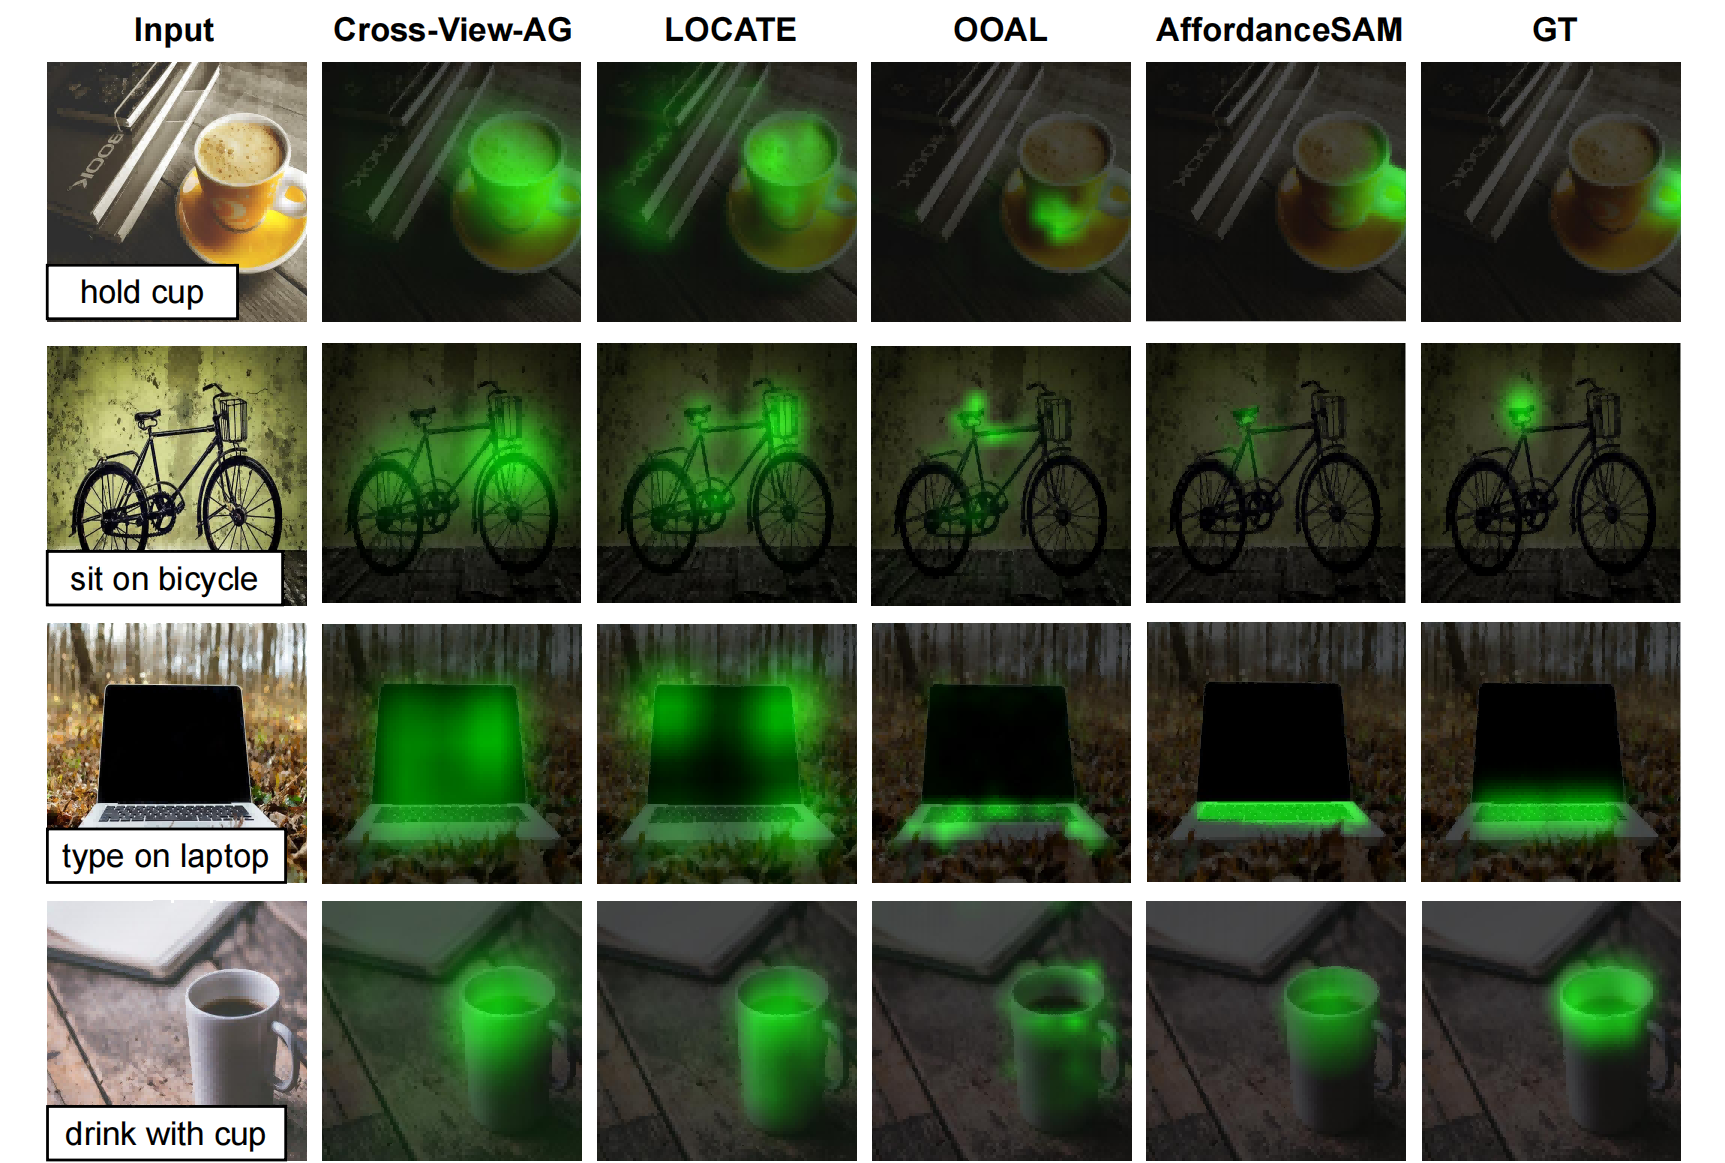 Input Cross-View-AG LOCATE OOAL AffordanceSAM GT
BOOK
hold cup
sit on bicycle
type on laptop
drink with cup